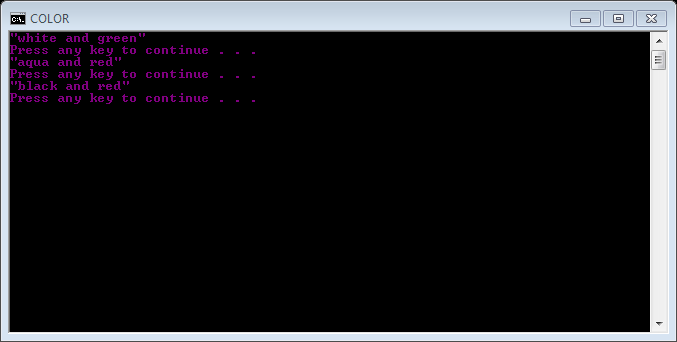 COLOR
"white and green"
Press any key to continue . . .
"aqua and red"
Press any key to continue . . .
"black and red"
Press any key to continue . . .